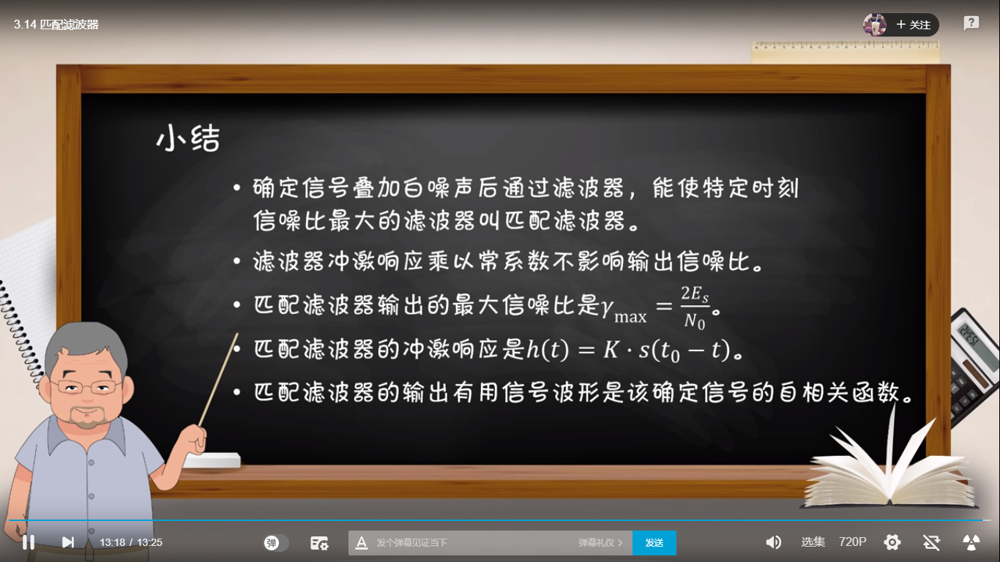 3.14 匹配滤波器
+ 关注
小结
• 确定信号叠加白噪声后通过滤波器，能使特定时刻
信噪比最大的滤波器叫匹配滤波器。
• 滤波器冲激响应乘以常系数不影响输出信噪比。
• 匹配滤波器输出的最大信噪比是γ_max = 2E_s/N_0。
• 匹配滤波器的冲激响应是h(t) = K · s(t_0 − t)。
• 匹配滤波器的输出有用信号波形是该确定信号的自相关函数。
13:18 / 13:25
弹
A 发个弹幕见证当下
弹幕礼仪 >
发送
选集
720P